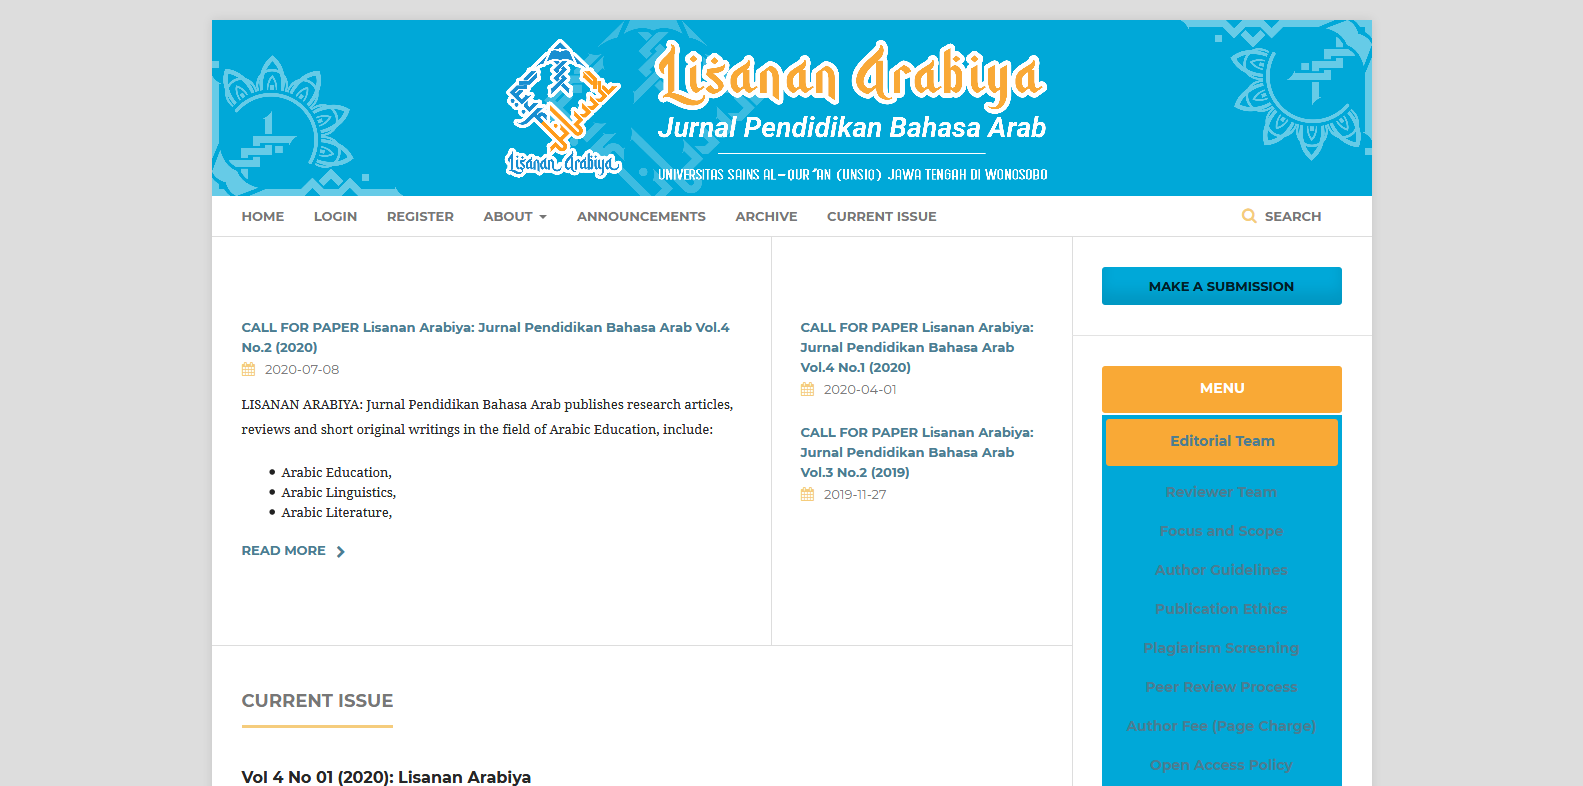 Lisanan Arabiya
Lisanan Arabiya
Jurnal Pendidikan Bahasa Arab
UNIVERSITAS SAINS AL-QUR'AN (UNSIQ) JAWA TENGAH DI WONOSOBO
HOME LOGIN REGISTER ABOUT ANNOUNCEMENTS ARCHIVE CURRENT ISSUE SEARCH
CALL FOR PAPER Lisanan Arabiya: Jurnal Pendidikan Bahasa Arab Vol.4
No.2 (2020)
2020-07-08
LISANAN ARABIYA: Jurnal Pendidikan Bahasa Arab publishes research articles,
reviews and short original writings in the field of Arabic Education, include:
Arabic Education,
Arabic Linguistics,
Arabic Literature,
READ MORE
CALL FOR PAPER Lisanan Arabiya:
Jurnal Pendidikan Bahasa Arab
Vol.4 No.1 (2020)
2020-04-01
CALL FOR PAPER Lisanan Arabiya:
Jurnal Pendidikan Bahasa Arab
Vol.3 No.2 (2019)
2019-11-27
CURRENT ISSUE
Vol 4 No 01 (2020): Lisanan Arabiya
MAKE A SUBMISSION
MENU
Editorial Team
Reviewer Team
Focus and Scope
Author Guidelines
Publication Ethics
Plagiarism Screening
Peer Review Process
Author Fee (Page Charge)
Open Access Policy